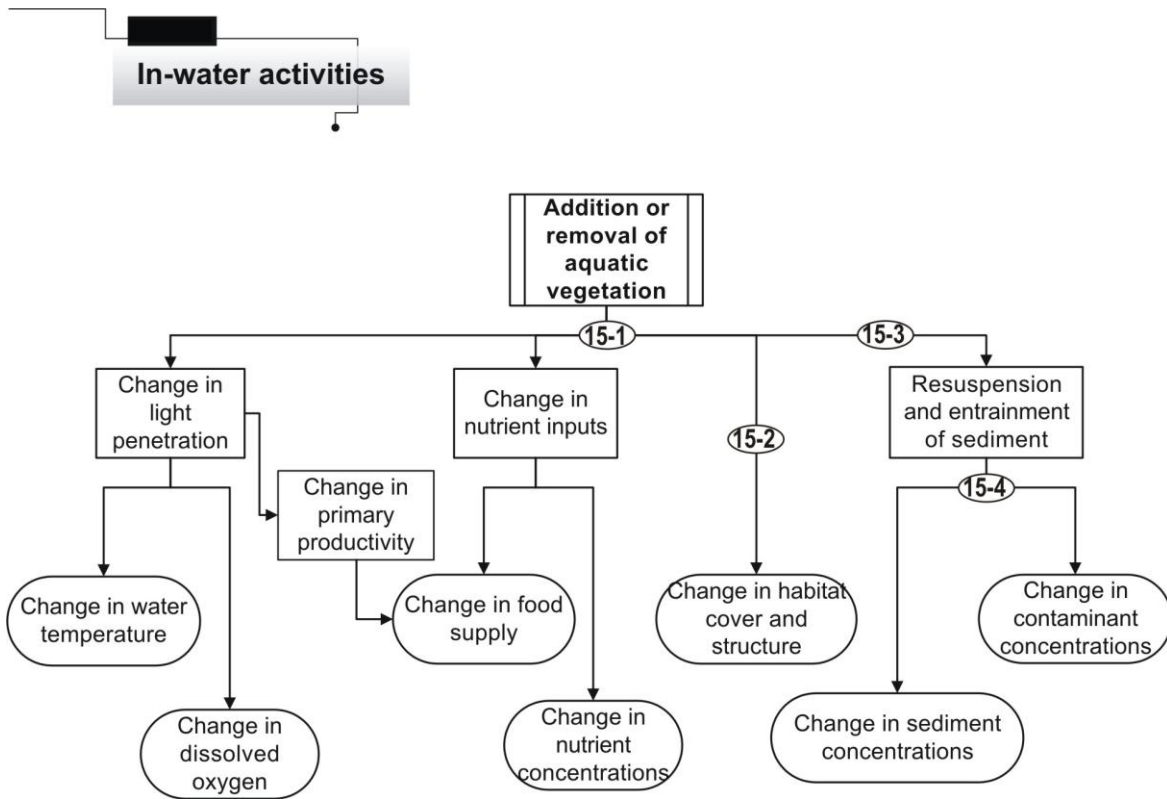 In-water activities
Addition or
removal of
aquatic
vegetation
15-1
15-3
Change in
light
penetration
Change in
nutrient inputs
15-2
Resuspension
and entrainment
of sediment
15-4
Change in
primary
productivity
Change in water
temperature
Change in food
supply
Change in habitat
cover and
structure
Change in
contaminant
concentrations
Change in
dissolved
oxygen
Change in
nutrient
concentrations
Change in sediment
concentrations